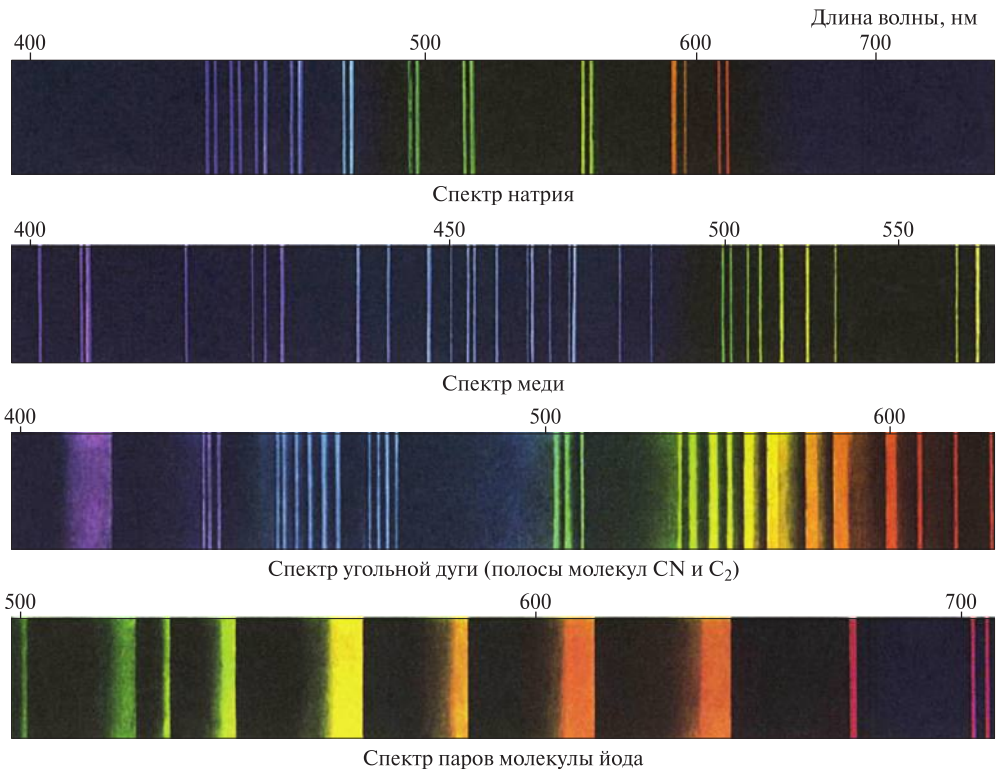 Длина волны, нм
400 500 600 700
Спектр натрия
400 450 500 550
Спектр меди
400 500 600
Спектр угольной дуги (полосы молекул CN и C₂)
500 600 700
Спектр паров молекулы йода